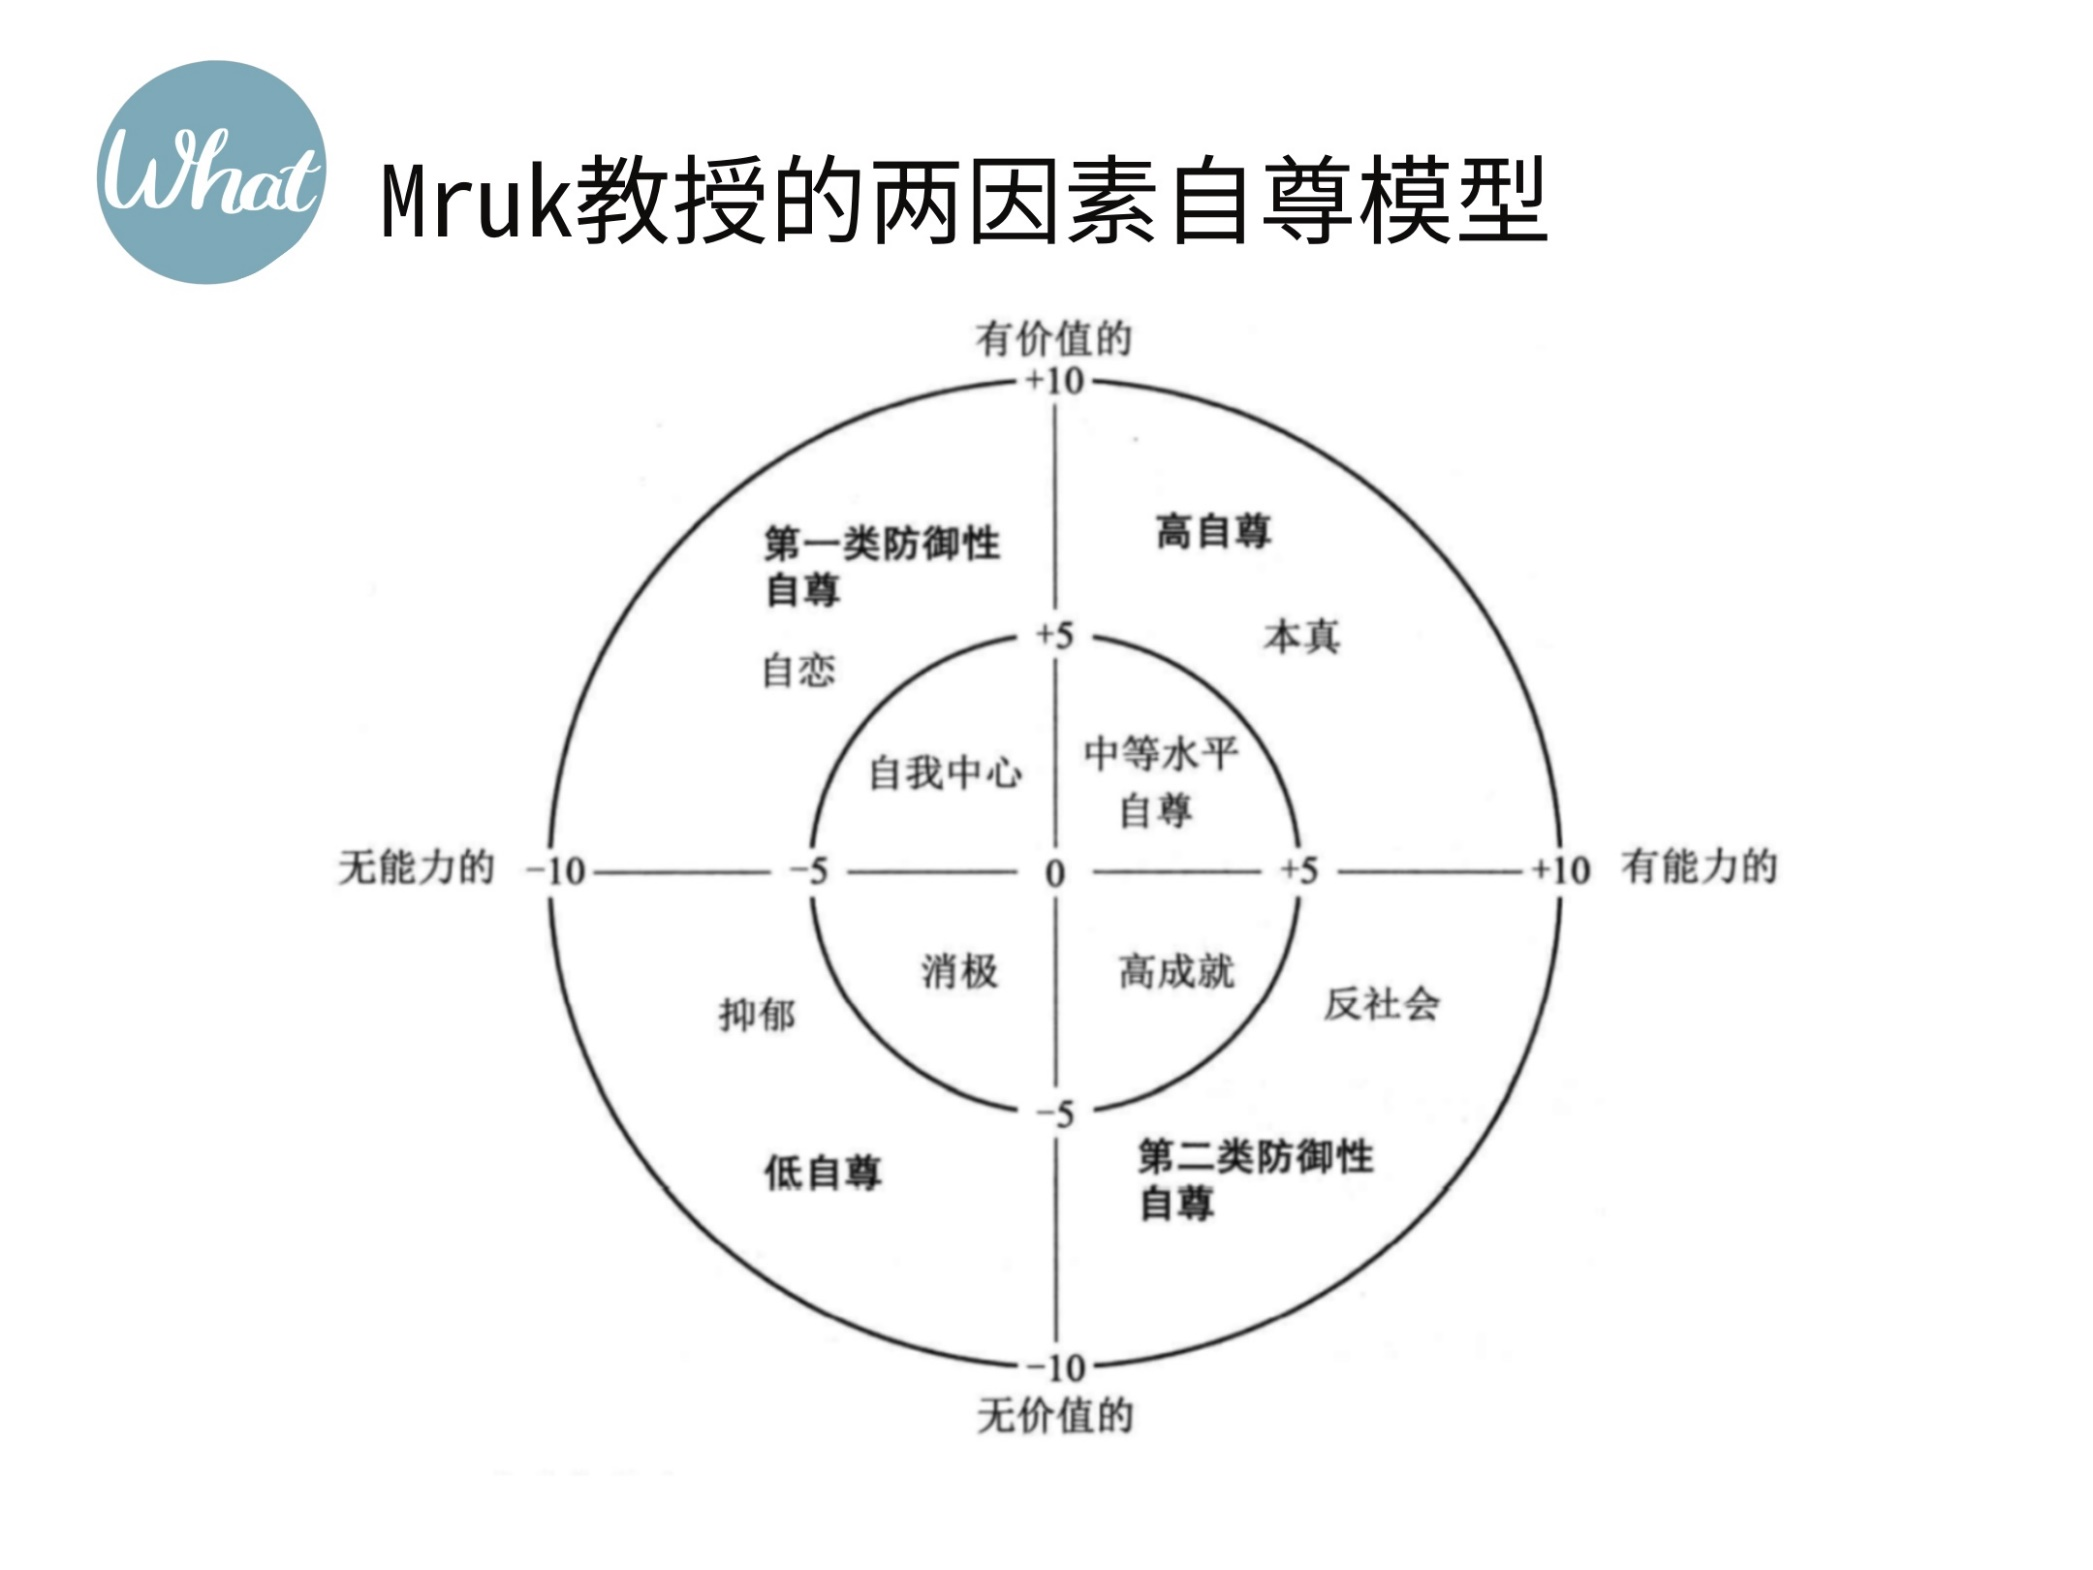 What
Mruk教授的两因素自尊模型
有价值的
+10
第一类防御性
自尊
高自尊
+5
本真
自恋
自我中心
中等水平
自尊
无能力的
-10
-5
0
+5
+10
有能力的
消极
高成就
抑郁
反社会
-5
低自尊
第二类防御性
自尊
-10
无价值的